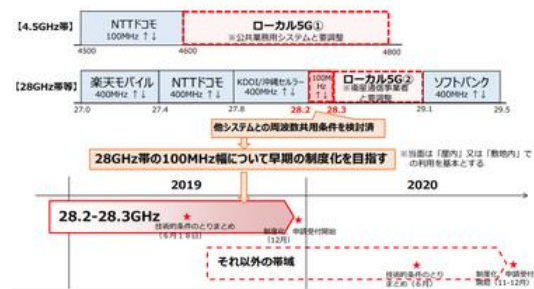 【4.5GHz帯】
NTTドコモ
100MHz ↑↓
ローカル5G①
※公共業務用システムと要調整
4500
4600
4800
【28GHz帯等】
楽天モバイル
400MHz ↑↓
NTTドコモ
400MHz ↑↓
KDDI/沖縄セルラー
400MHz ↑↓
100M
Hz
↑↓
ローカル5G②
※衛星通信事業者
と要調整
ソフトバンク
400MHz ↑↓
27.0
27.4
27.8
28.2
28.3
29.1
29.5
他システムとの周波数共用条件を検討済
28GHz帯の100MHz幅について早期の制度化を目指す
※当面は「屋内」又は「敷地内」で
の利用を基本とする
2019
2020
28.2-28.3GHz
技術的条件のとりまとめ
(6月18日)
制度化
(12月)
申請受付開始
それ以外の帯域
技術的条件のとり
まとめ(6月)
制度化
申請受付
開始(11-12月)